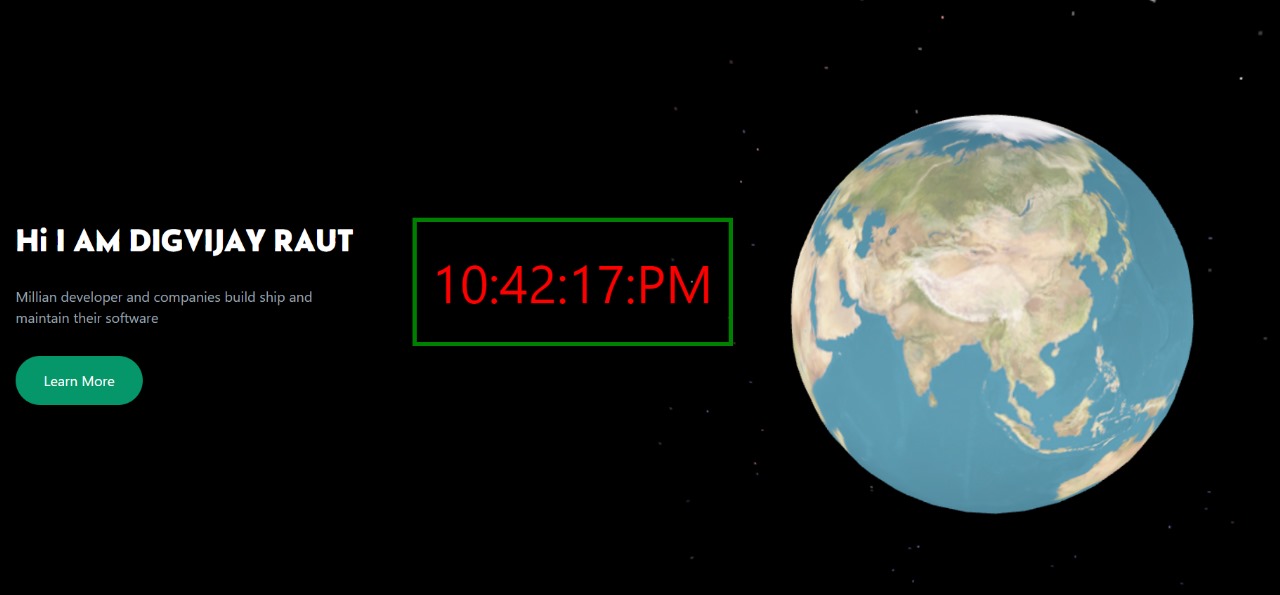 Hi I AM DIGVIJAY RAUT
Millian developer and companies build ship and
maintain their software
Learn More
10:42:17:PM